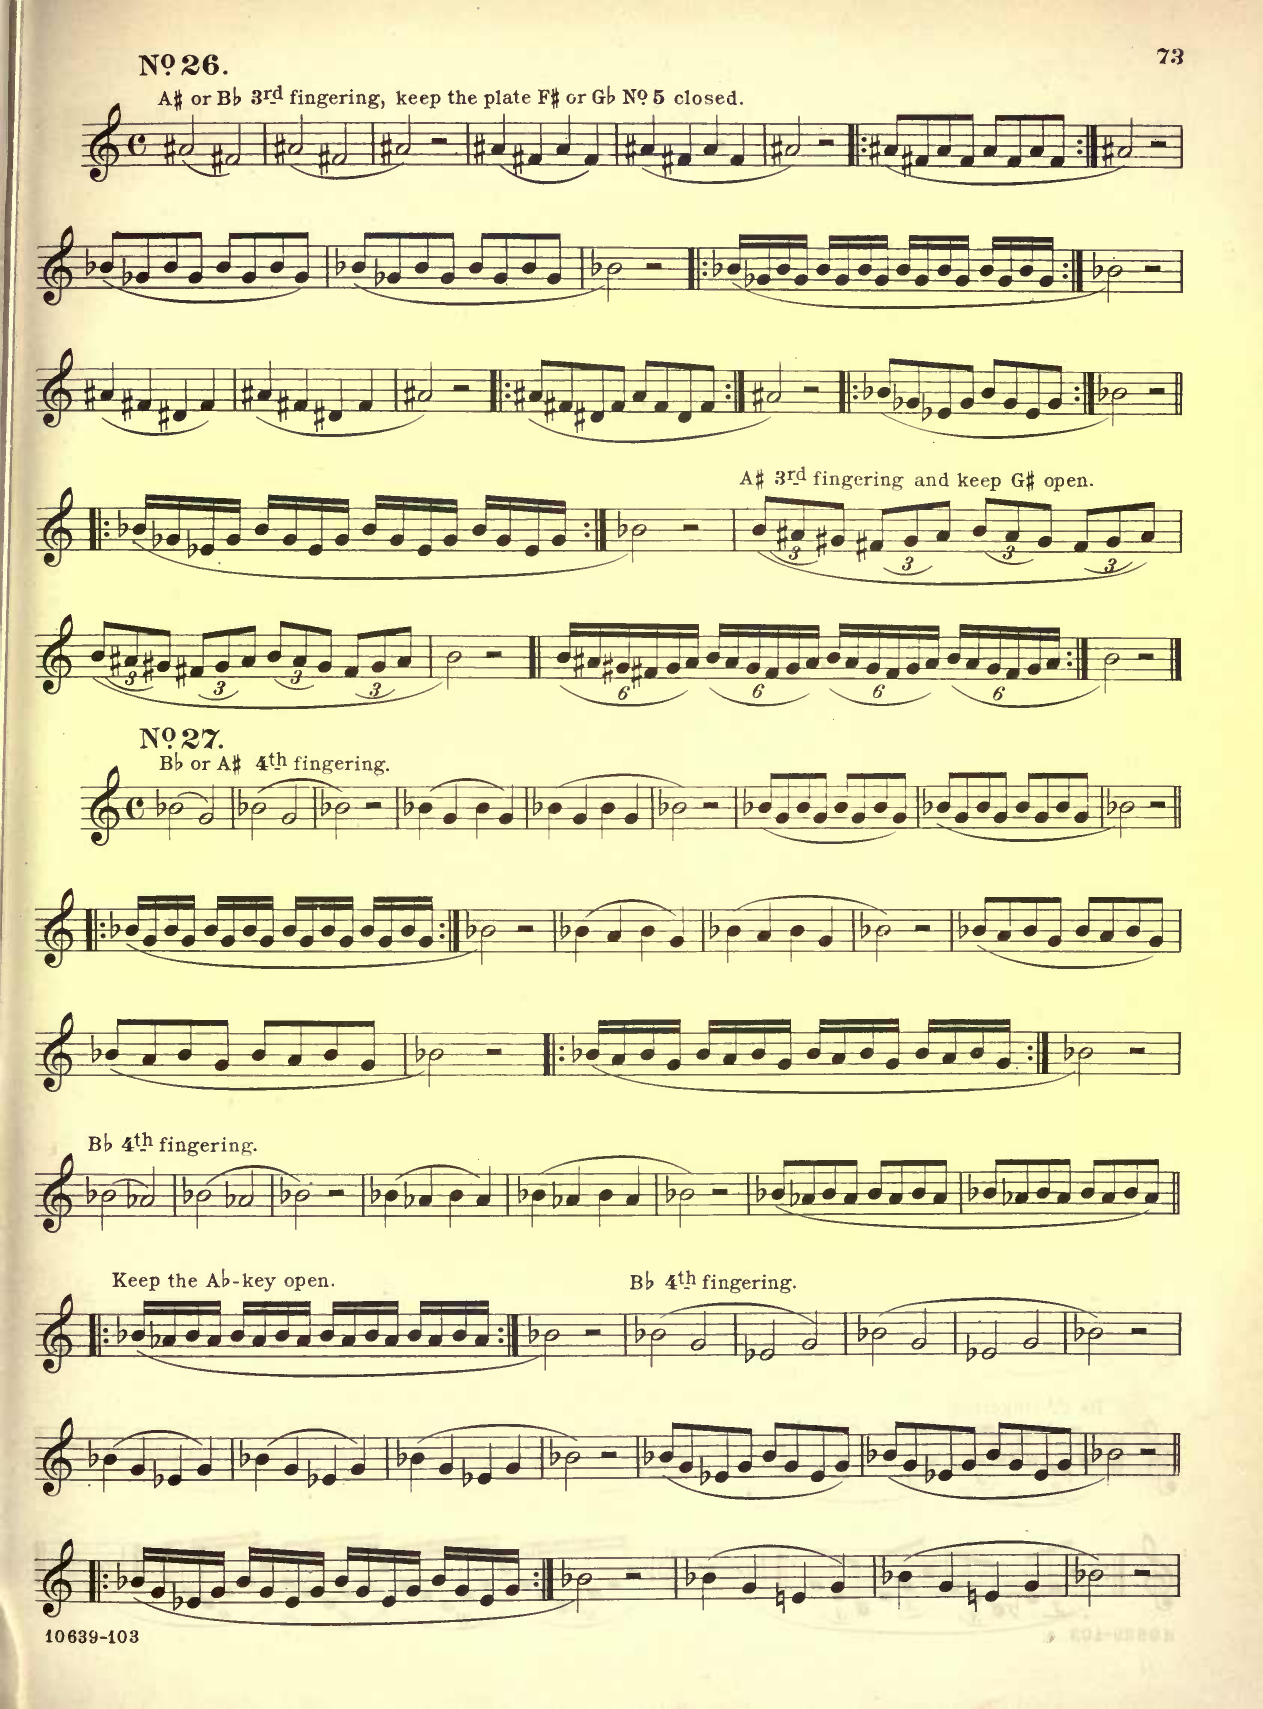 73
Nº 26.
A♯ or B♭ 3rd fingering, keep the plate F♯ or G♭ Nº 5 closed.
A♯ 3rd fingering and keep G♯ open.
3 3 3 3
3 3 3 3
6 6 6 6
Nº 27.
B♭ or A♯ 4th fingering.
B♭ 4th fingering.
Keep the A♭-key open. B♭ 4th fingering.
10639-103